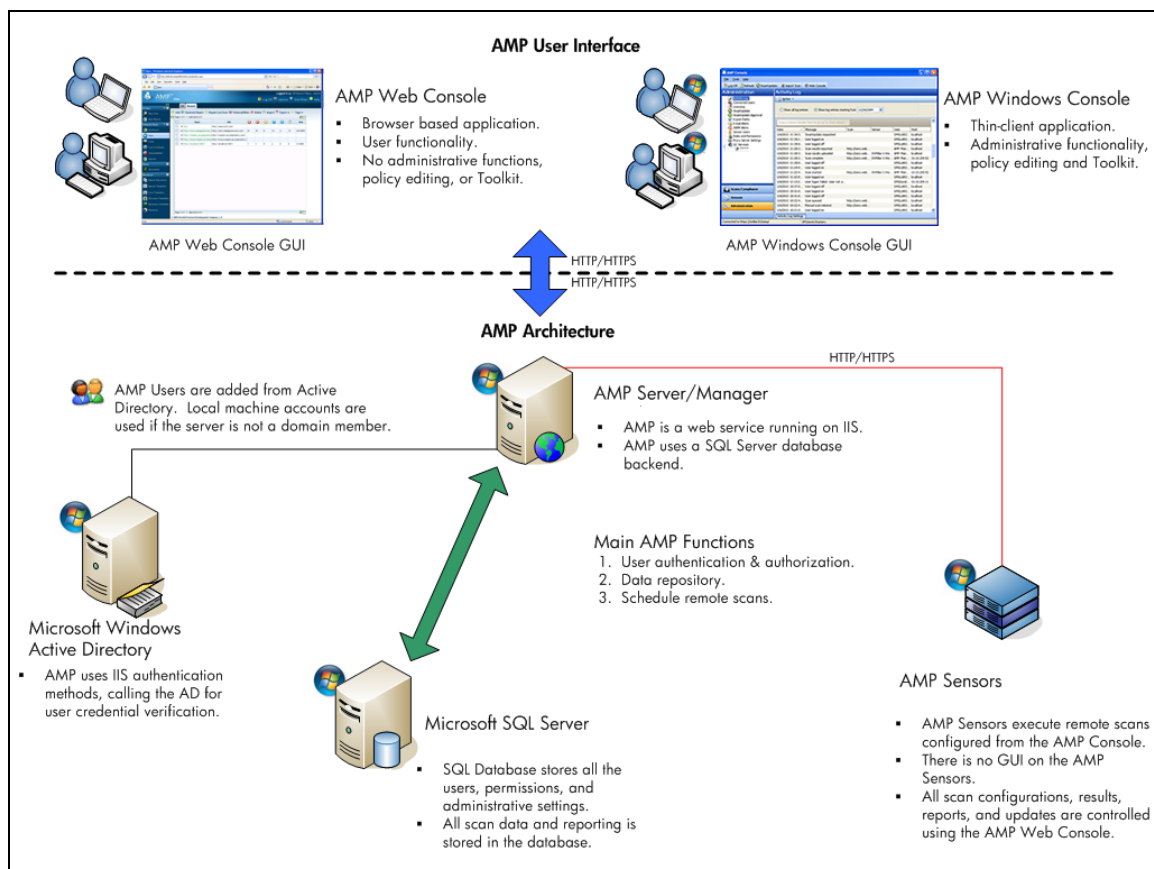 AMP User Interface
AMP Web Console
▪ Browser based application.
▪ User functionality.
▪ No administrative functions,
policy editing, or Toolkit.
AMP Web Console GUI
AMP Windows Console
▪ Thin-client application.
▪ Administrative functionality,
policy editing and Toolkit.
AMP Windows Console GUI
HTTP/HTTPS
HTTP/HTTPS
AMP Architecture
HTTP/HTTPS
AMP Users are added from Active
Directory. Local machine accounts are
used if the server is not a domain member.
AMP Server/Manager
▪ AMP is a web service running on IIS.
▪ AMP uses a SQL Server database
backend.
Main AMP Functions
1. User authentication & authorization.
2. Data repository.
3. Schedule remote scans.
Microsoft Windows
Active Directory
▪ AMP uses IIS authentication
methods, calling the AD for
user credential verification.
Microsoft SQL Server
▪ SQL Database stores all the
users, permissions, and
administrative settings.
▪ All scan data and reporting is
stored in the database.
AMP Sensors
▪ AMP Sensors execute remote scans
configured from the AMP Console.
▪ There is no GUI on the AMP
Sensors.
▪ All scan configurations, results,
reports, and updates are controlled
using the AMP Web Console.